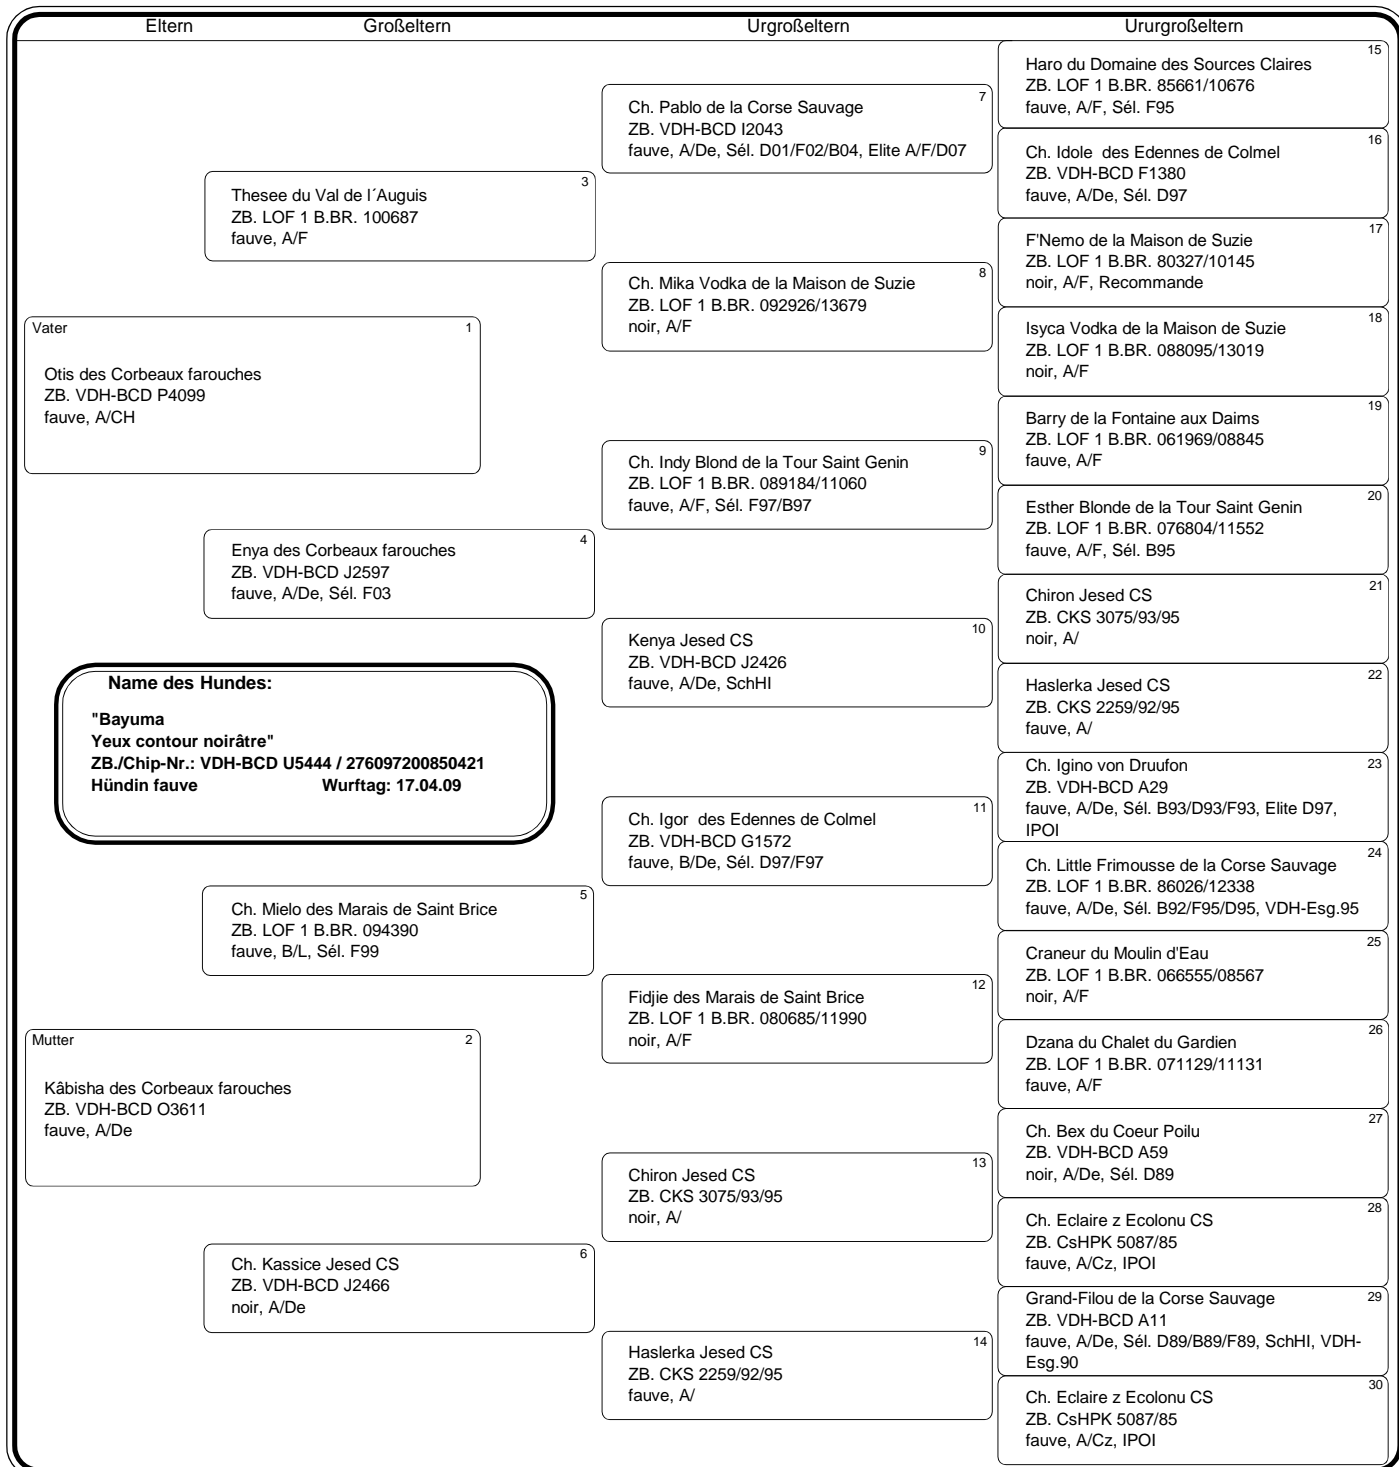 Eltern Großeltern Urgroßeltern Ururgroßeltern
Vater 1
Otis des Corbeaux farouches
ZB. VDH-BCD P4099
fauve, A/CH
Mutter 2
Kâbisha des Corbeaux farouches
ZB. VDH-BCD O3611
fauve, A/De
3
Thesee du Val de l´Auguis
ZB. LOF 1 B.BR. 100687
fauve, A/F
4
Enya des Corbeaux farouches
ZB. VDH-BCD J2597
fauve, A/De, Sél. F03
Name des Hundes:
"Bayuma
Yeux contour noirâtre"
ZB./Chip-Nr.: VDH-BCD U5444 / 276097200850421
Hündin fauve Wurftag: 17.04.09
5
Ch. Mielo des Marais de Saint Brice
ZB. LOF 1 B.BR. 094390
fauve, B/L, Sél. F99
6
Ch. Kassice Jesed CS
ZB. VDH-BCD J2466
noir, A/De
7
Ch. Pablo de la Corse Sauvage
ZB. VDH-BCD I2043
fauve, A/De, Sél. D01/F02/B04, Elite A/F/D07
8
Ch. Mika Vodka de la Maison de Suzie
ZB. LOF 1 B.BR. 092926/13679
noir, A/F
9
Ch. Indy Blond de la Tour Saint Genin
ZB. LOF 1 B.BR. 089184/11060
fauve, A/F, Sél. F97/B97
10
Kenya Jesed CS
ZB. VDH-BCD J2426
fauve, A/De, SchHI
11
Ch. Igor  des Edennes de Colmel
ZB. VDH-BCD G1572
fauve, B/De, Sél. D97/F97
12
Fidjie des Marais de Saint Brice
ZB. LOF 1 B.BR. 080685/11990
noir, A/F
13
Chiron Jesed CS
ZB. CKS 3075/93/95
noir, A/
14
Haslerka Jesed CS
ZB. CKS 2259/92/95
fauve, A/
15
Haro du Domaine des Sources Claires
ZB. LOF 1 B.BR. 85661/10676
fauve, A/F, Sél. F95
16
Ch. Idole  des Edennes de Colmel
ZB. VDH-BCD F1380
fauve, A/De, Sél. D97
17
F'Nemo de la Maison de Suzie
ZB. LOF 1 B.BR. 80327/10145
noir, A/F, Recommande
18
Isyca Vodka de la Maison de Suzie
ZB. LOF 1 B.BR. 088095/13019
noir, A/F
19
Barry de la Fontaine aux Daims
ZB. LOF 1 B.BR. 061969/08845
fauve, A/F
20
Esther Blonde de la Tour Saint Genin
ZB. LOF 1 B.BR. 076804/11552
fauve, A/F, Sél. B95
21
Chiron Jesed CS
ZB. CKS 3075/93/95
noir, A/
22
Haslerka Jesed CS
ZB. CKS 2259/92/95
fauve, A/
23
Ch. Igino von Druufon
ZB. VDH-BCD A29
fauve, A/De, Sél. B93/D93/F93, Elite D97,
IPOI
24
Ch. Little Frimousse de la Corse Sauvage
ZB. LOF 1 B.BR. 86026/12338
fauve, A/De, Sél. B92/F95/D95, VDH-Esg.95
25
Craneur du Moulin d'Eau
ZB. LOF 1 B.BR. 066555/08567
noir, A/F
26
Dzana du Chalet du Gardien
ZB. LOF 1 B.BR. 071129/11131
fauve, A/F
27
Ch. Bex du Coeur Poilu
ZB. VDH-BCD A59
noir, A/De, Sél. D89
28
Ch. Eclaire z Ecolonu CS
ZB. CsHPK 5087/85
fauve, A/Cz, IPOI
29
Grand-Filou de la Corse Sauvage
ZB. VDH-BCD A11
fauve, A/De, Sél. D89/B89/F89, SchHI, VDH-
Esg.90
30
Ch. Eclaire z Ecolonu CS
ZB. CsHPK 5087/85
fauve, A/Cz, IPOI